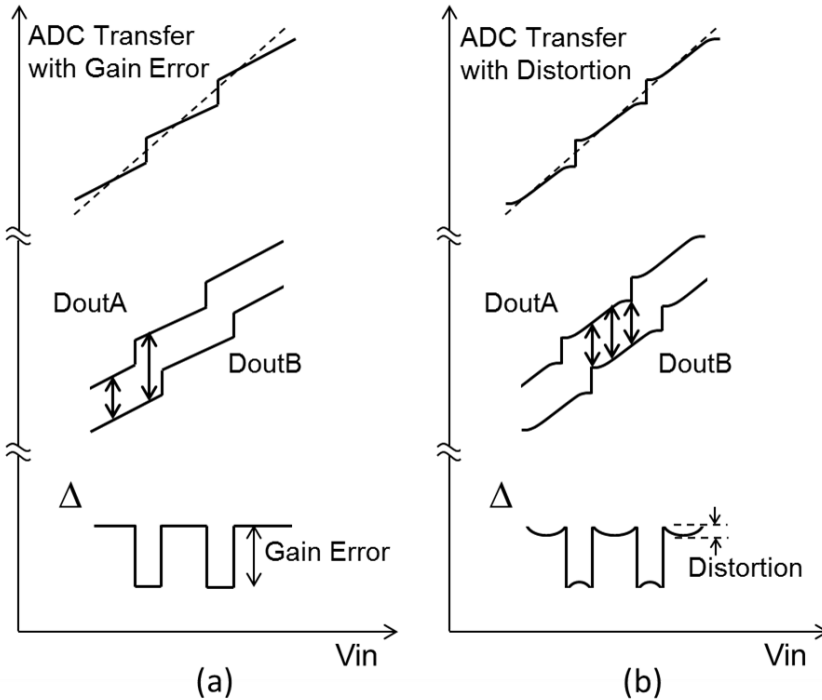 ADC Transfer
with Gain Error
DoutA
DoutB
Δ
Gain Error
Vin
(a)
ADC Transfer
with Distortion
DoutA
DoutB
Δ
Distortion
Vin
(b)